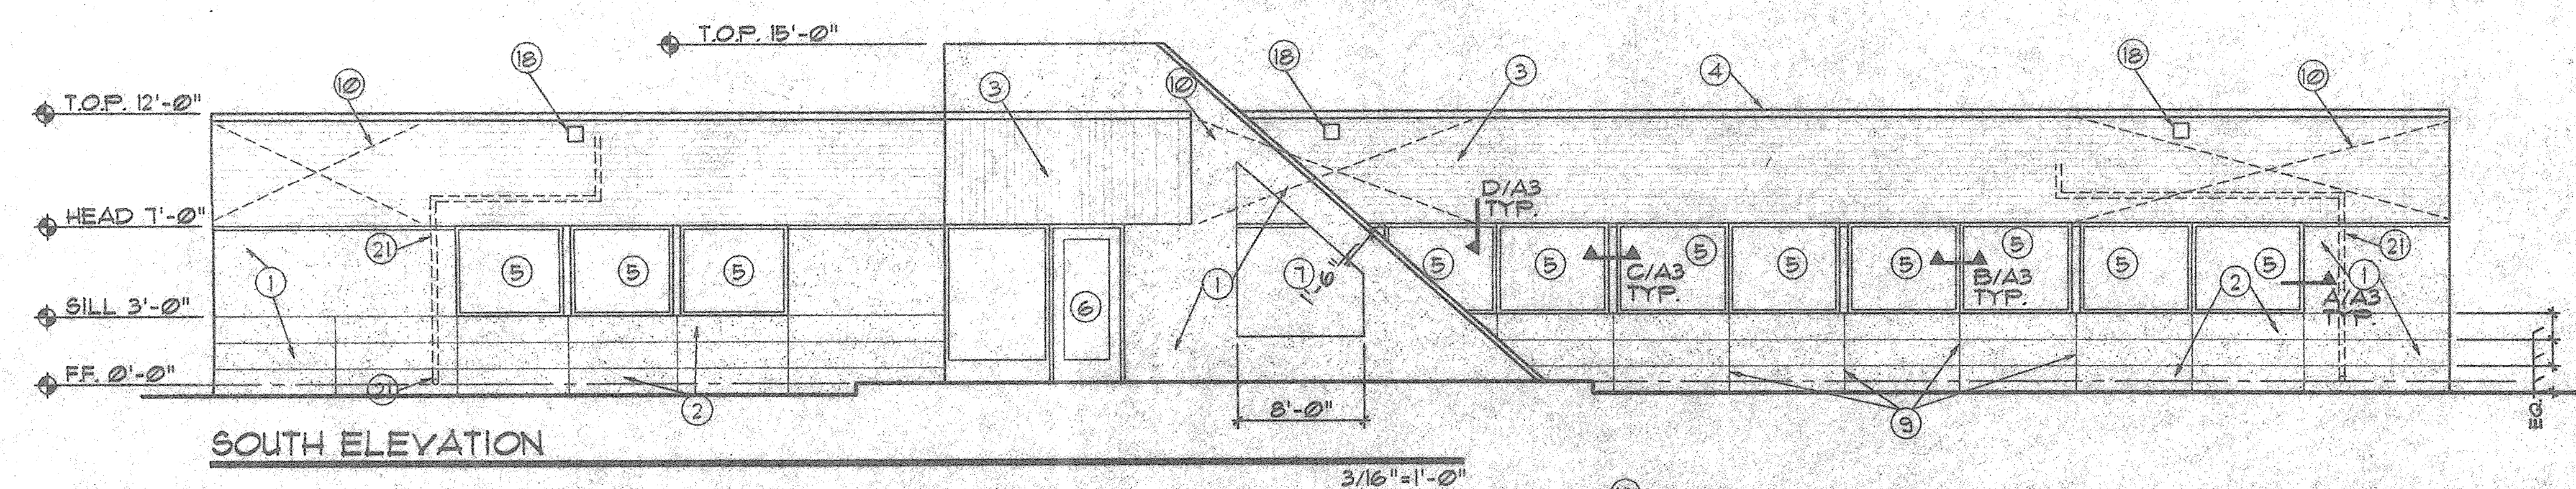 T.O.P. 15'-0"
18
10
3
10
18
3
4
18
10
T.O.P. 12'-0"
D/A3
TYP.
HEAD 7'-0"
21
1
5
5
5
6
1
7
6"
5
5
5
C/A3
TYP.
5
5
5
B/A3
TYP.
5
2
5
1
21
A/A3
TYP.
SILL 3'-0"
F.F. 0'-0"
21
2
8'-0"
9
EQ.
SOUTH ELEVATION
3/16"=1'-0"